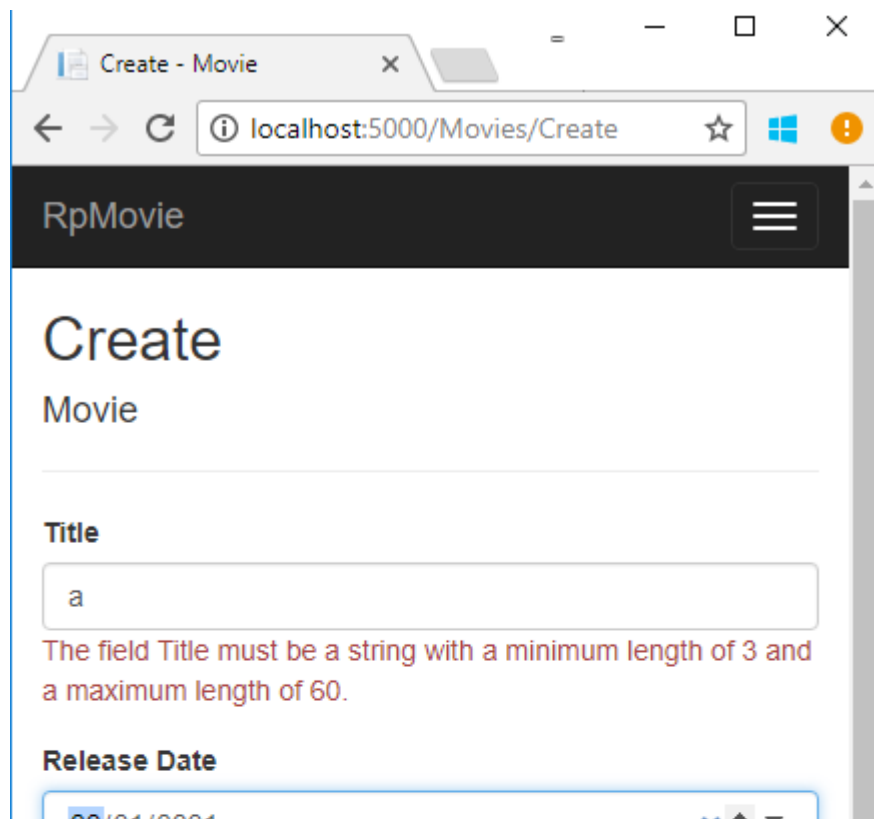 Create - Movie
localhost:5000/Movies/Create
RpMovie
Create
Movie
Title
a
The field Title must be a string with a minimum length of 3 and
a maximum length of 60.
Release Date